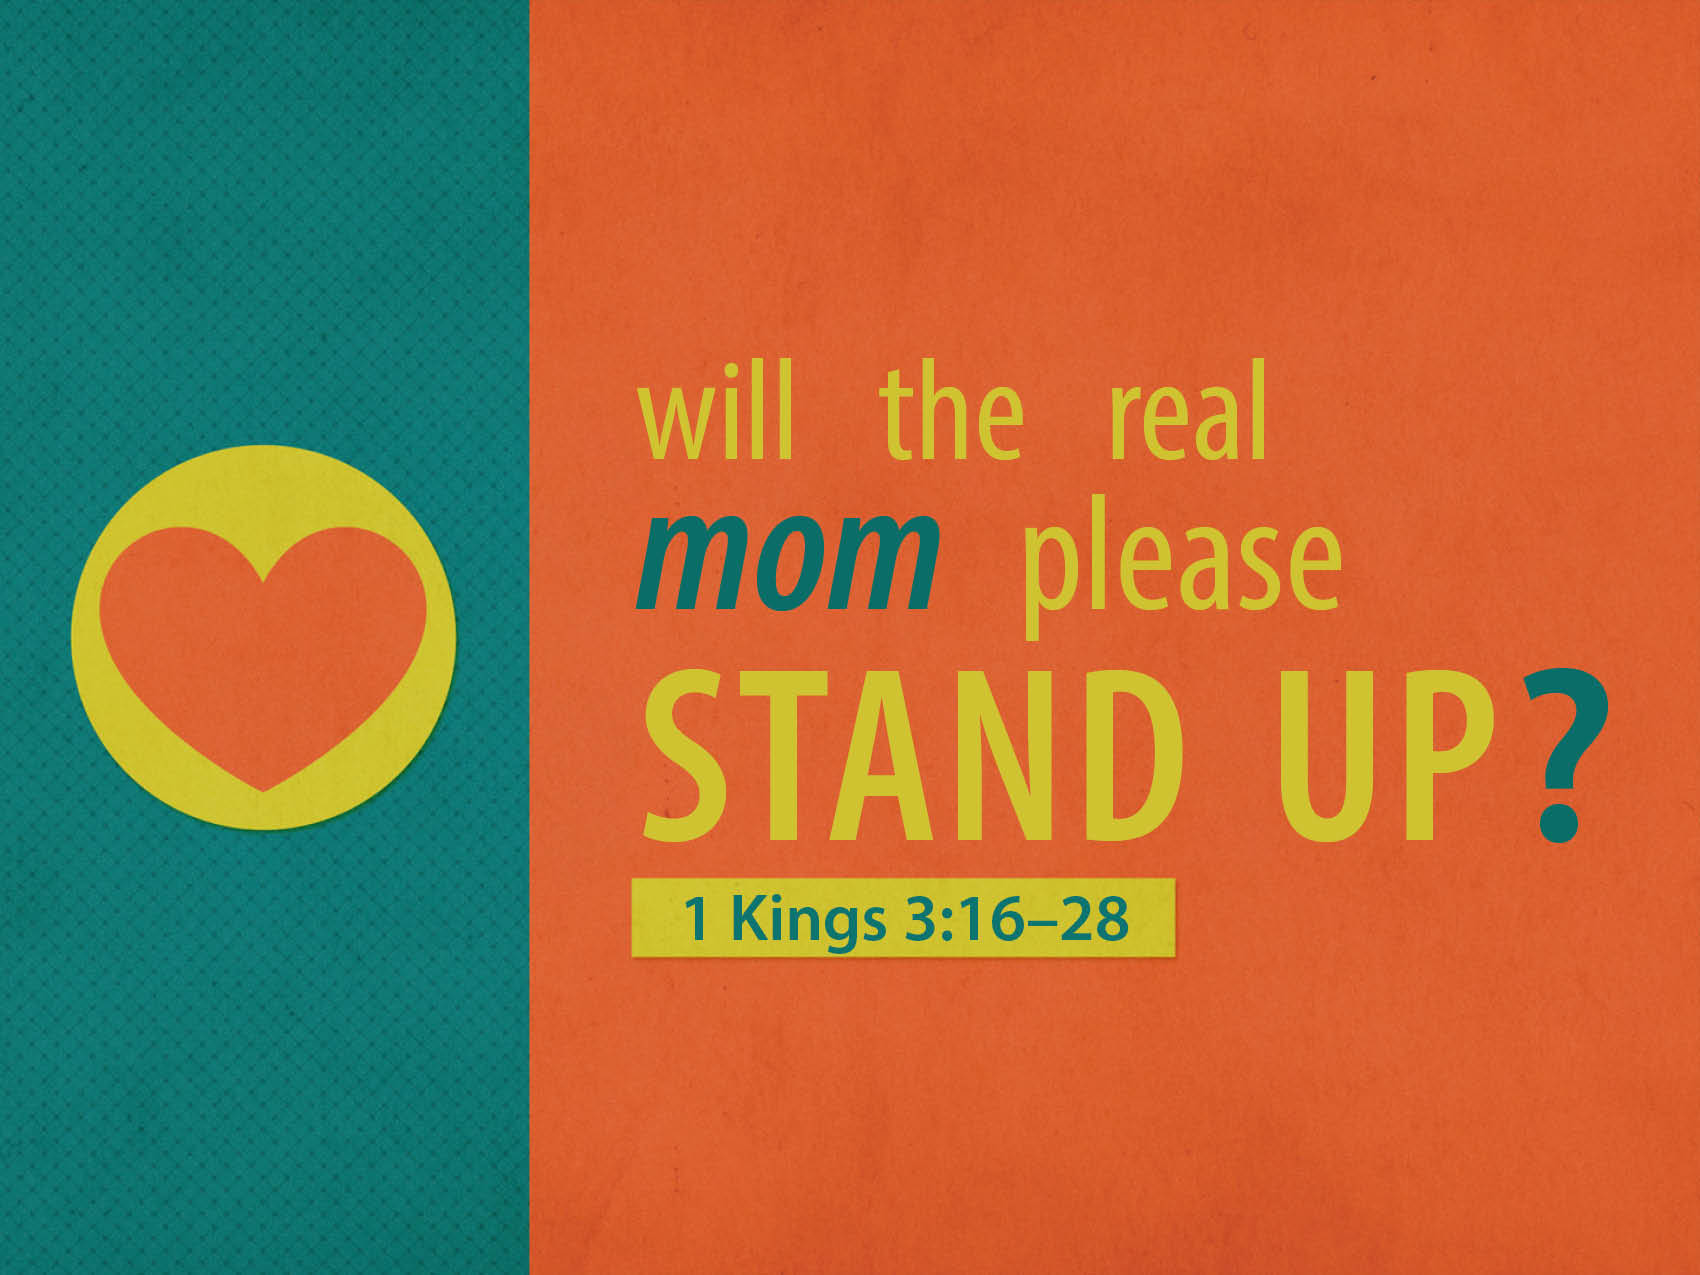 will the real
mom please
STAND UP?
1 Kings 3:16–28